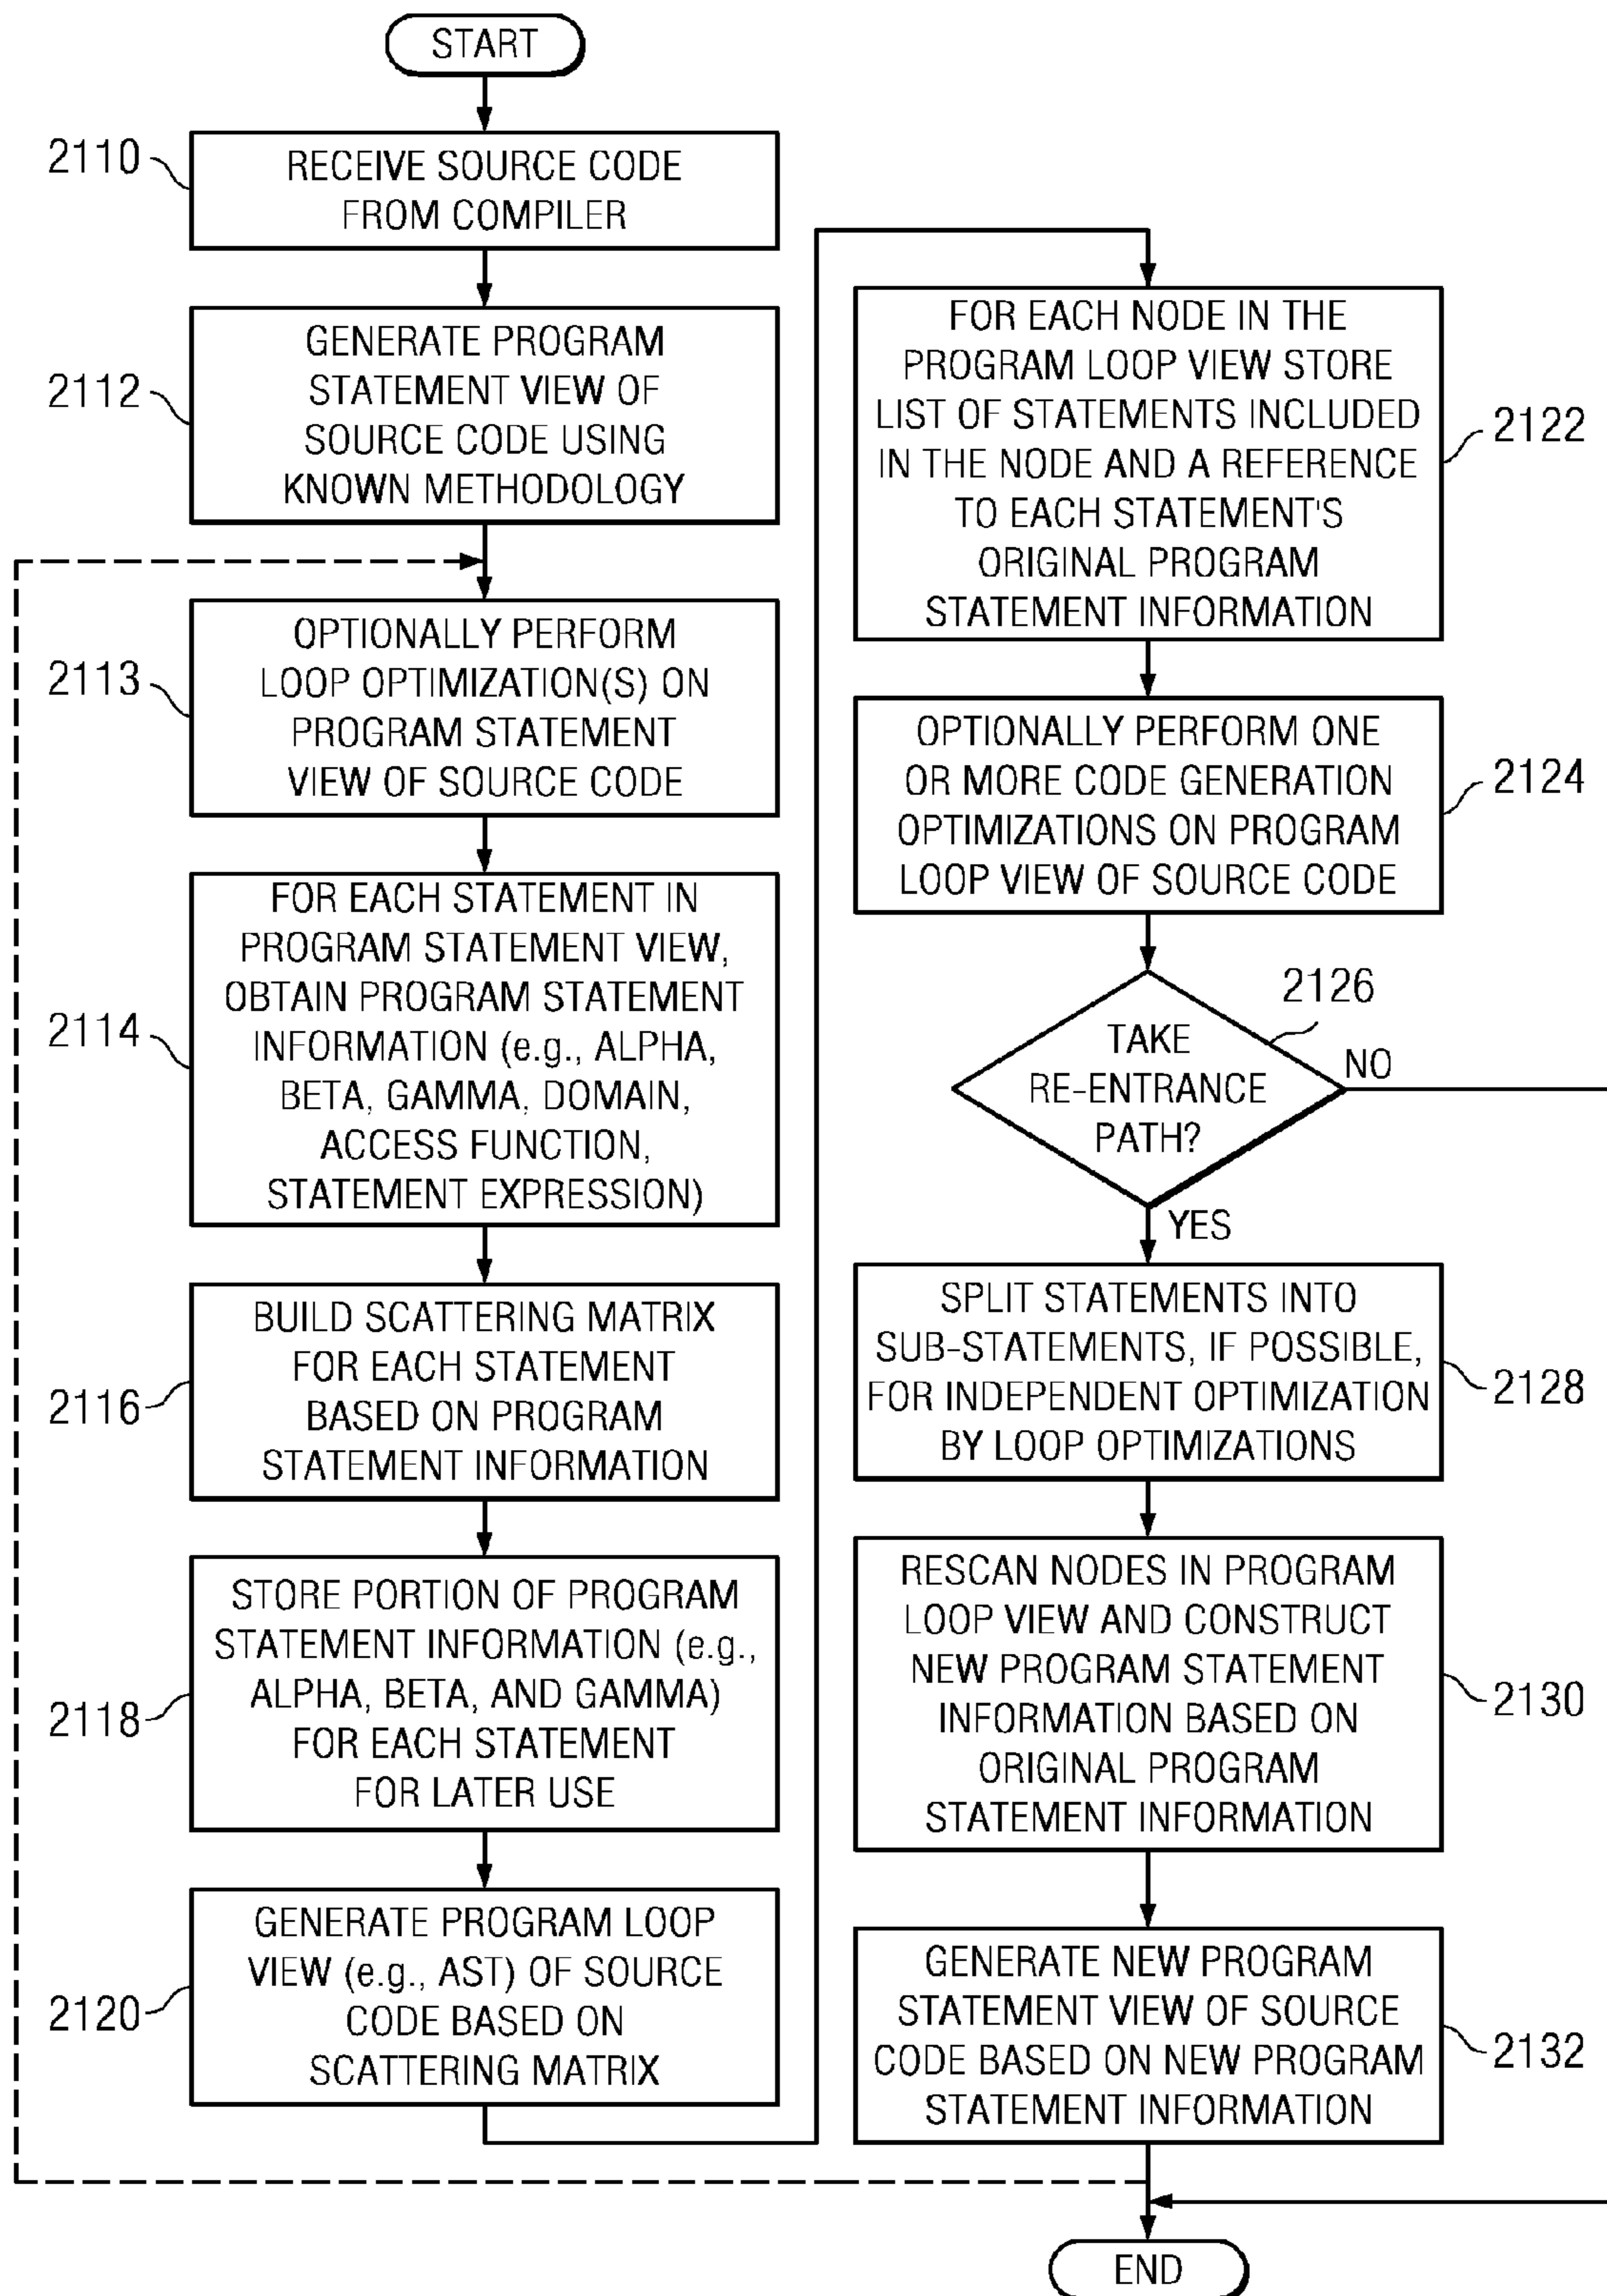 START
2110
RECEIVE SOURCE CODE
FROM COMPILER
2112
GENERATE PROGRAM
STATEMENT VIEW OF
SOURCE CODE USING
KNOWN METHODOLOGY
2113
OPTIONALLY PERFORM
LOOP OPTIMIZATION(S) ON
PROGRAM STATEMENT
VIEW OF SOURCE CODE
2114
FOR EACH STATEMENT IN
PROGRAM STATEMENT VIEW,
OBTAIN PROGRAM STATEMENT
INFORMATION (e.g., ALPHA,
BETA, GAMMA, DOMAIN,
ACCESS FUNCTION,
STATEMENT EXPRESSION)
2116
BUILD SCATTERING MATRIX
FOR EACH STATEMENT
BASED ON PROGRAM
STATEMENT INFORMATION
2118
STORE PORTION OF PROGRAM
STATEMENT INFORMATION (e.g.,
ALPHA, BETA, AND GAMMA)
FOR EACH STATEMENT
FOR LATER USE
2120
GENERATE PROGRAM LOOP
VIEW (e.g., AST) OF SOURCE
CODE BASED ON
SCATTERING MATRIX
FOR EACH NODE IN THE
PROGRAM LOOP VIEW STORE
LIST OF STATEMENTS INCLUDED
IN THE NODE AND A REFERENCE
TO EACH STATEMENT'S
ORIGINAL PROGRAM
STATEMENT INFORMATION
2122
OPTIONALLY PERFORM ONE
OR MORE CODE GENERATION
OPTIMIZATIONS ON PROGRAM
LOOP VIEW OF SOURCE CODE
2124
2126
TAKE
RE-ENTRANCE
PATH?
NO
YES
SPLIT STATEMENTS INTO
SUB-STATEMENTS, IF POSSIBLE,
FOR INDEPENDENT OPTIMIZATION
BY LOOP OPTIMIZATIONS
2128
RESCAN NODES IN PROGRAM
LOOP VIEW AND CONSTRUCT
NEW PROGRAM STATEMENT
INFORMATION BASED ON
ORIGINAL PROGRAM
STATEMENT INFORMATION
2130
GENERATE NEW PROGRAM
STATEMENT VIEW OF SOURCE
CODE BASED ON NEW PROGRAM
STATEMENT INFORMATION
2132
END